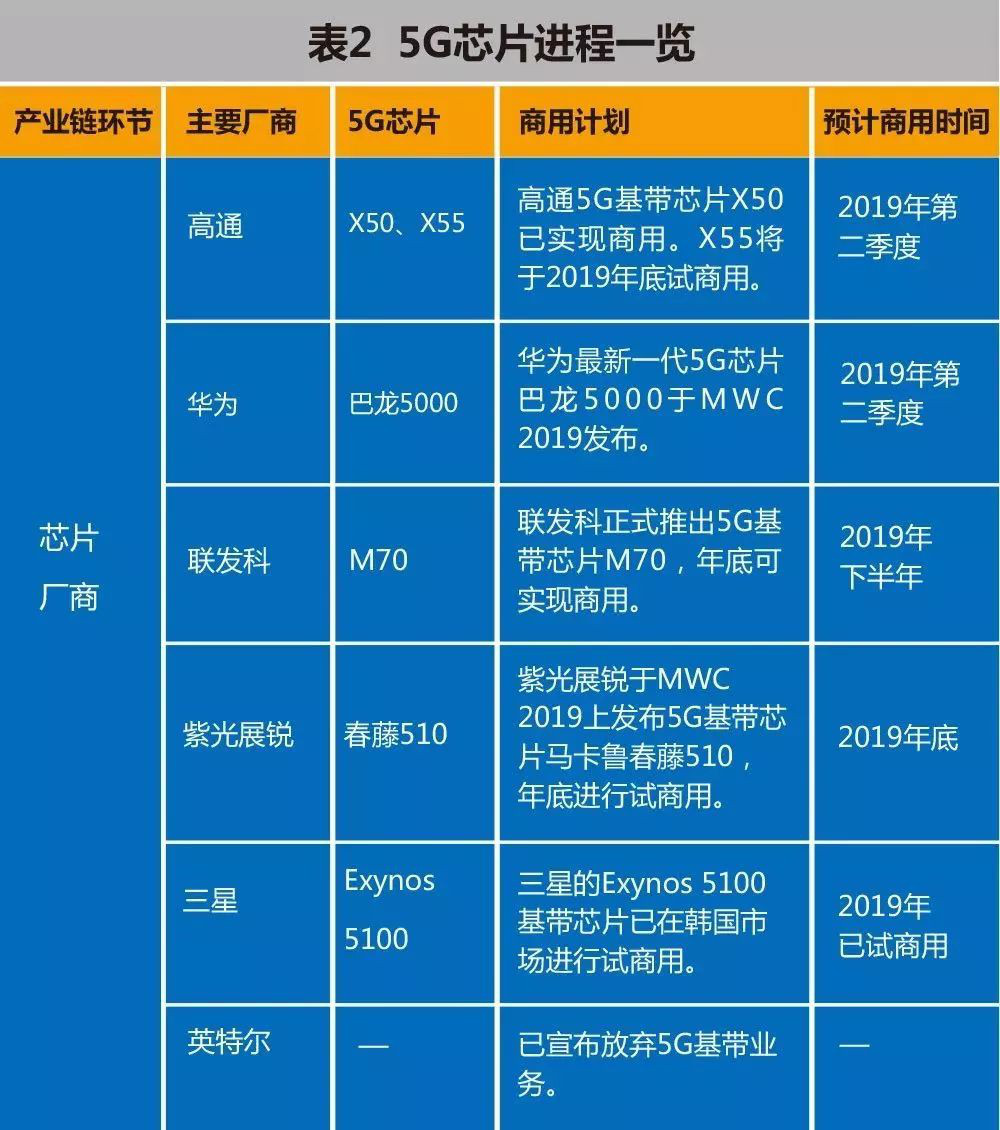 表2 5G芯片进程一览
产业链环节 主要厂商 5G芯片 商用计划 预计商用时间
芯片
厂商
高通
X50、X55
高通5G基带芯片X50
已实现商用。X55将
于2019年底试商用。
2019年第
二季度
华为
巴龙5000
华为最新一代5G芯片
巴龙5000于MWC
2019发布。
2019年第
二季度
联发科
M70
联发科正式推出5G基
带芯片M70，年底可
实现商用。
2019年
下半年
紫光展锐
春藤510
紫光展锐于MWC
2019上发布5G基带芯
片马卡鲁春藤510，
年底进行试商用。
2019年底
三星
Exynos
5100
三星的Exynos 5100
基带芯片已在韩国市
场进行试商用。
2019年
已试商用
英特尔
—
已宣布放弃5G基带业
务。
—